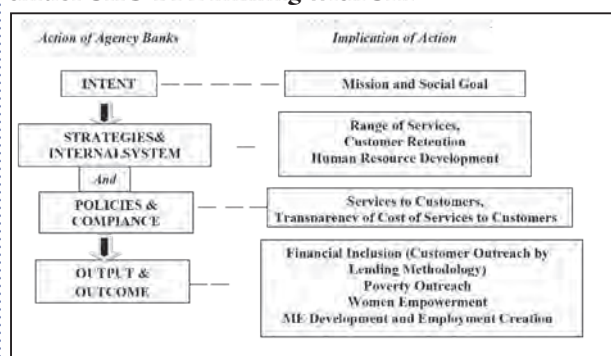 Action of Agency Banks
Implication of Action
INTENT
Mission and Social Goal
STRATEGIES&
INTERNALSYSTEM
Range of Services,
Customer Retention
Human Resource Development
And
POLICIES &
COMPLIANCE
Services to Customers,
Transparency of Cost of Services to Customers
OUTPUT &
OUTCOME
Financial Inclusion (Customer Outreach by
Lending Methodology)
Poverty Outreach
Women Empowerment
ME Development and Employment Creation